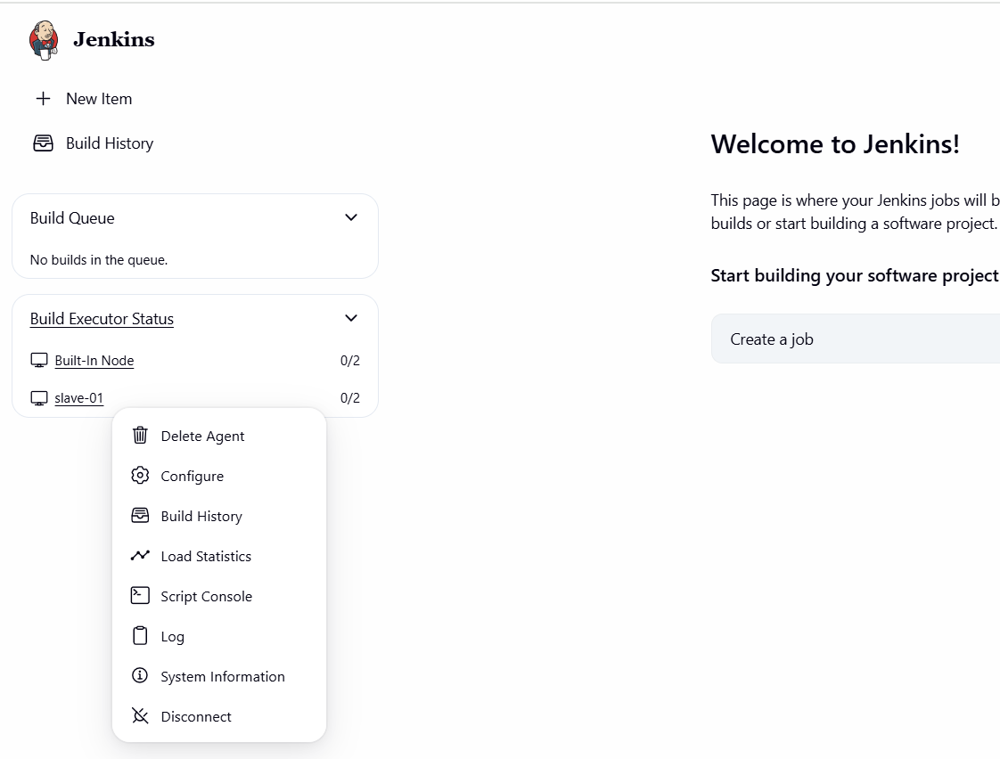 Jenkins
New Item
Build History
Build Queue
No builds in the queue.
Build Executor Status
Built-In Node 0/2
slave-01 0/2
Delete Agent
Configure
Build History
Load Statistics
Script Console
Log
System Information
Disconnect
Welcome to Jenkins!
This page is where your Jenkins jobs will b
builds or start building a software project.
Start building your software project
Create a job